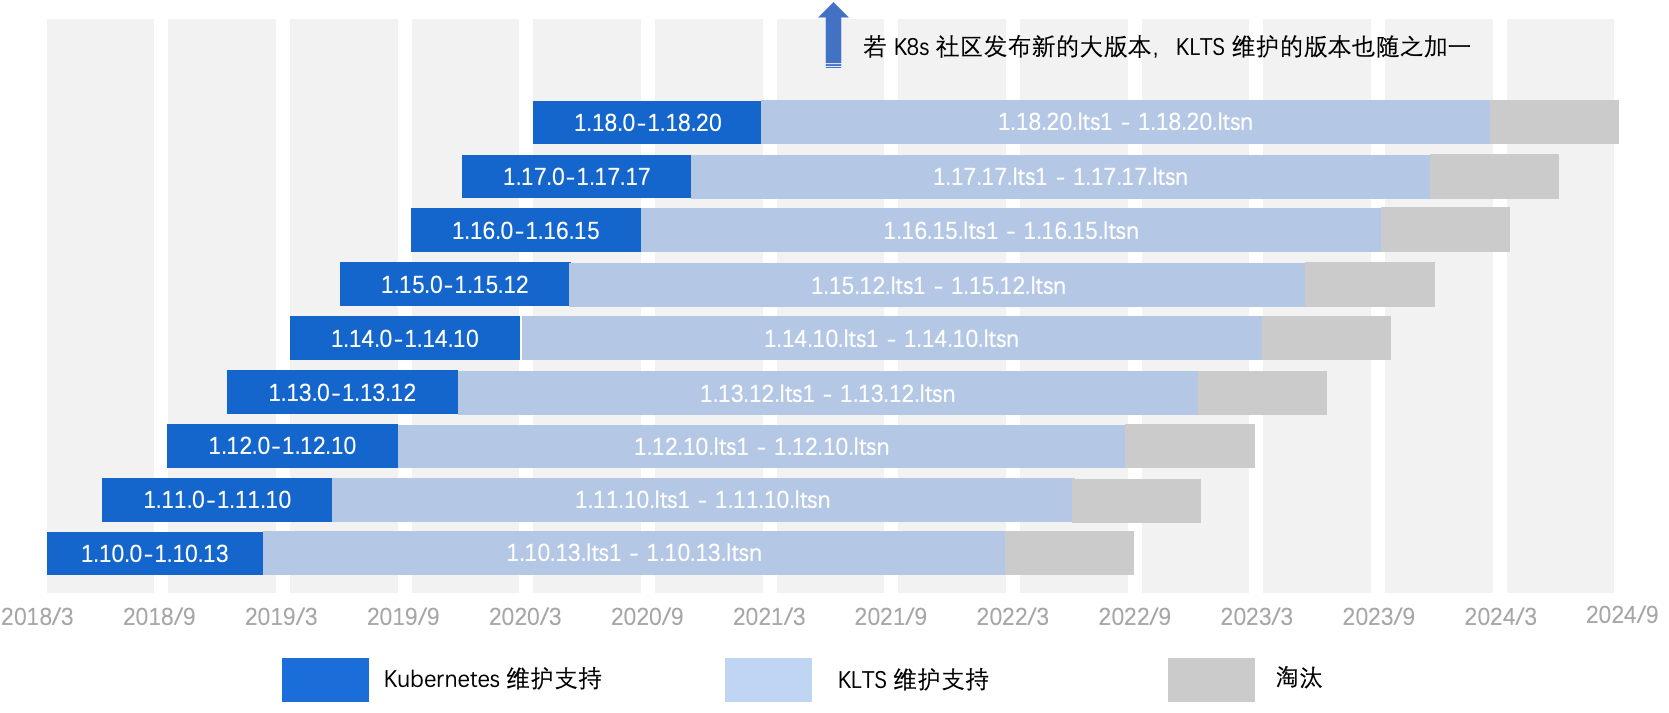 若 K8s 社区发布新的大版本，KLTS 维护的版本也随之加一
1.18.0-1.18.20 1.18.20.lts1 - 1.18.20.ltsn
1.17.0-1.17.17 1.17.17.lts1 - 1.17.17.ltsn
1.16.0-1.16.15 1.16.15.lts1 - 1.16.15.ltsn
1.15.0-1.15.12 1.15.12.lts1 - 1.15.12.ltsn
1.14.0-1.14.10 1.14.10.lts1 - 1.14.10.ltsn
1.13.0-1.13.12 1.13.12.lts1 - 1.13.12.ltsn
1.12.0-1.12.10 1.12.10.lts1 - 1.12.10.ltsn
1.11.0-1.11.10 1.11.10.lts1 - 1.11.10.ltsn
1.10.0-1.10.13 1.10.13.lts1 - 1.10.13.ltsn
2018/3 2018/9 2019/3 2019/9 2020/3 2020/9 2021/3 2021/9 2022/3 2022/9 2023/3 2023/9 2024/3 2024/9
Kubernetes 维护支持 KLTS 维护支持 淘汰